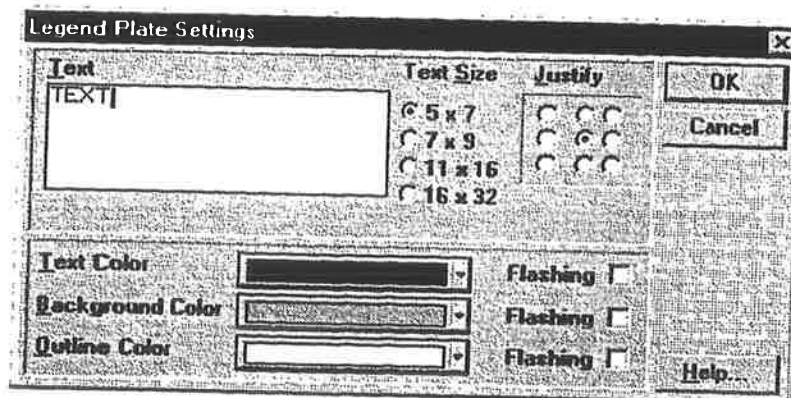 Legend Plate Settings
Text
Text Size
Justify
OK
TEXT
5 x 7
Cancel
7 x 9
11 x 16
16 x 32
Text Color
Flashing
Background Color
Flashing
Outline Color
Flashing
Help...